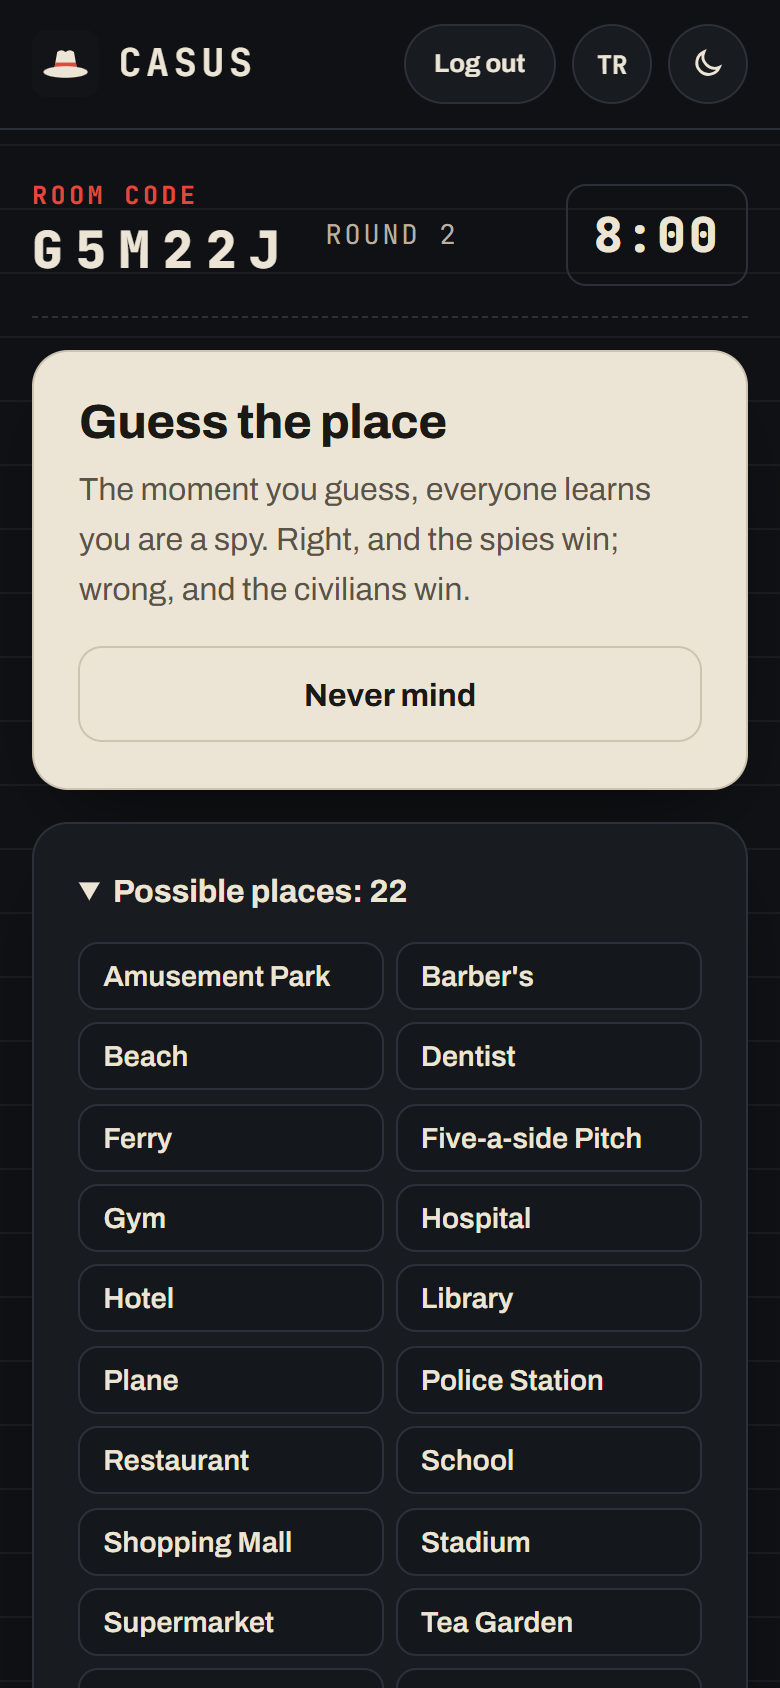 CASUS
Log out
TR
ROOM CODE
G5M22J
ROUND 2
8:00
Guess the place
The moment you guess, everyone learns
you are a spy. Right, and the spies win;
wrong, and the civilians win.
Never mind
▼ Possible places: 22
Amusement Park
Barber's
Beach
Dentist
Ferry
Five-a-side Pitch
Gym
Hospital
Hotel
Library
Plane
Police Station
Restaurant
School
Shopping Mall
Stadium
Supermarket
Tea Garden